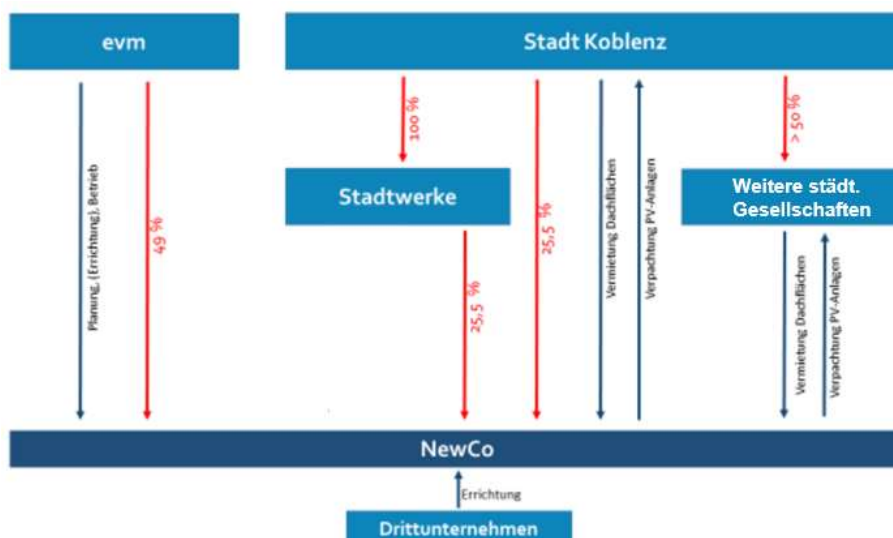 evm
Stadt Koblenz
100 %
> 50 %
Stadtwerke
Weitere städt.
Gesellschaften
Planung, (Errichtung), Betrieb
49 %
25,5 %
25,5 %
Vermietung Dachflächen
Verpachtung PV-Anlagen
Vermietung Dachflächen
Verpachtung PV-Anlagen
NewCo
Errichtung
Drittunternehmen